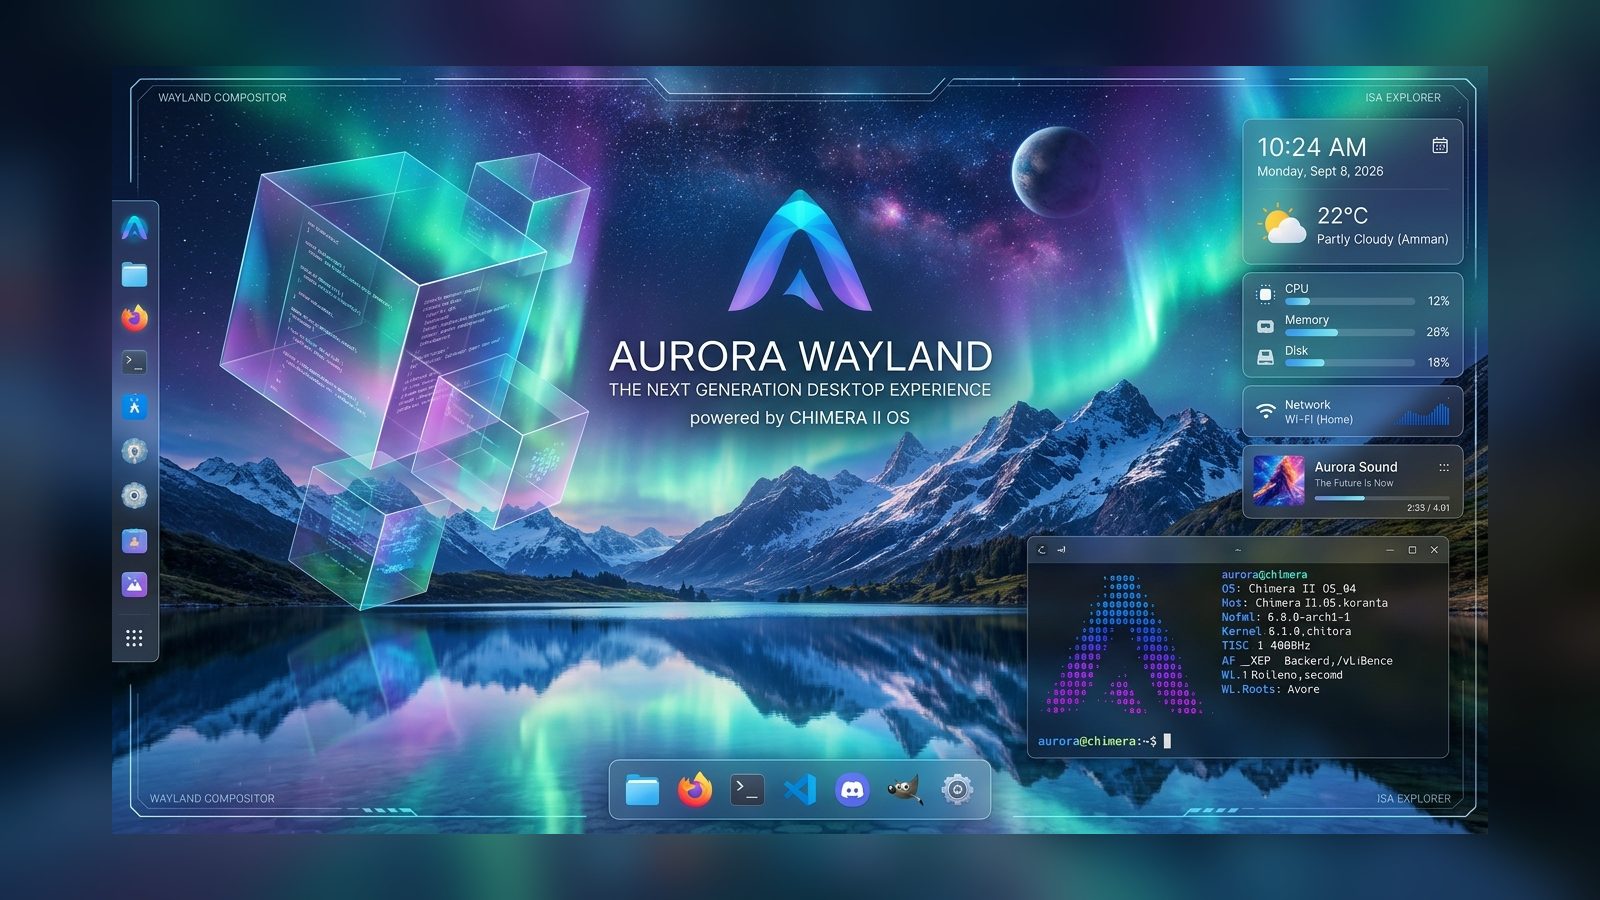 WAYLAND COMPOSITOR
ISA EXPLORER
10:24 AM
Monday, Sept 8, 2026
22°C
Partly Cloudy (Amman)
CPU
12%
Memory
28%
DIsk
18%
Network
WI-FI (Home)
Aurora Sound
The Future Is Now
2:33 / 4.01
AURORA WAYLAND
THE NEXT GENERATION DESKTOP EXPERIENCE
powered by CHIMERA II OS
aurora@chimera
OS: Chimera II OS_04
Hos: Chimera I1.05.koranta
Nofwl: 6.8.0-arch1-1
Kernel 6.1.0,chitora
TISC 1 400BHz
AF _XEP Backerd,/vLiBence
WL.1 Roileno,secomd
WL.Roots: Avore
aurora@chimera:~$
WAYLAND COMPOSITOR
ISA EXPLORER